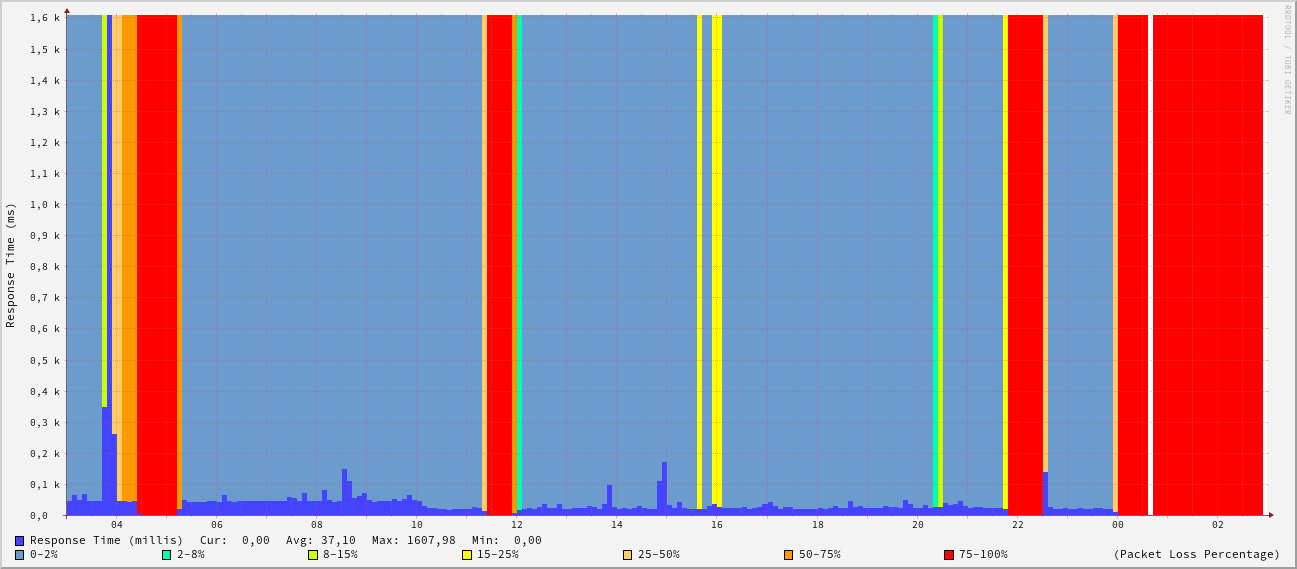 RRDTOOL / TOBI OETIKER
Response Time (ms)
1,6 k
1,5 k
1,4 k
1,3 k
1,2 k
1,1 k
1,0 k
0,9 k
0,8 k
0,7 k
0,6 k
0,5 k
0,4 k
0,3 k
0,2 k
0,1 k
0,0
04 06 08 10 12 14 16 18 20 22 00 02
Response Time (millis) Cur: 0,00 Avg: 37,10 Max: 1607,98 Min: 0,00
0-2% 2-8% 8-15% 15-25% 25-50% 50-75% 75-100% (Packet Loss Percentage)